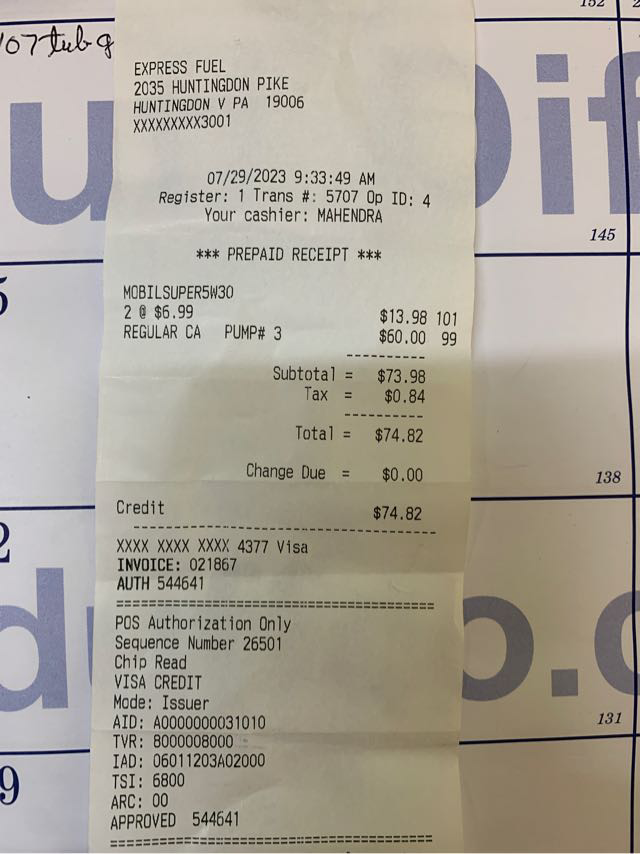 152
107 tub g
EXPRESS FUEL
2035 HUNTINGDON PIKE
HUNTINGDON V PA 19006
XXXXXXXXX3001
07/29/2023 9:33:49 AM
Register: 1 Trans #: 5707 Op ID: 4
Your cashier: MAHENDRA
145
*** PREPAID RECEIPT ***
MOBILSUPER5W30
2 @ $6.99 $13.98 101
REGULAR CA PUMP# 3 $60.00 99
Subtotal = $73.98
Tax = $0.84
Total = $74.82
Change Due = $0.00
138
Credit $74.82
XXXX XXXX XXXX 4377 Visa
INVOICE: 021867
AUTH 544641
POS Authorization Only
Sequence Number 26501
Chip Read
VISA CREDIT
Mode: Issuer
AID: A0000000031010
131
TVR: B000008000
IAD: 06011203A02000
TSI: 6800
ARC: 00
APPROVED 544641